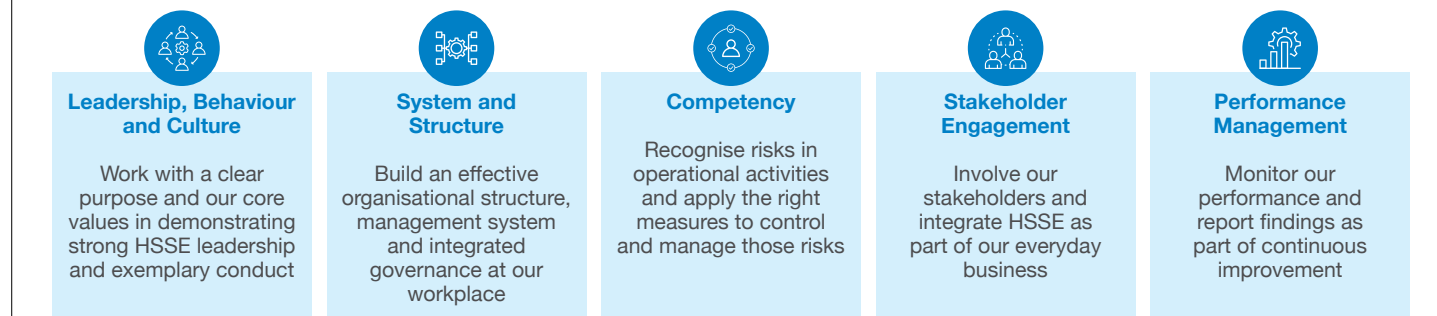 Leadership, Behaviour
and Culture
Work with a clear
purpose and our core
values in demonstrating
strong HSSE leadership
and exemplary conduct
System and
Structure
Build an effective
organisational structure,
management system
and integrated
governance at our
workplace
Competency
Recognise risks in
operational activities
and apply the right
measures to control
and manage those risks
Stakeholder
Engagement
Involve our
stakeholders and
integrate HSSE as
part of our everyday
business
Performance
Management
Monitor our
performance and
report findings as
part of continuous
improvement